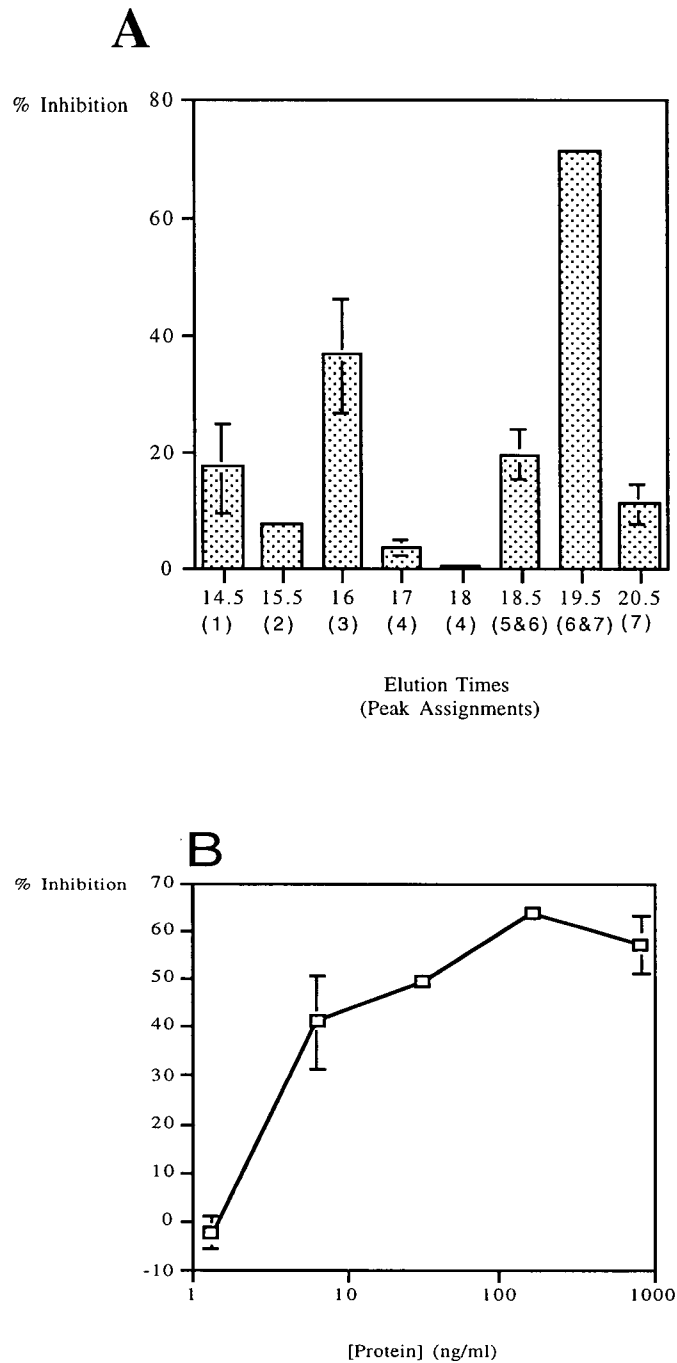 A
% Inhibition
80
60
40
20
0
14.5 15.5 16 17 18 18.5 19.5 20.5
(1) (2) (3) (4) (4) (5&6) (6&7) (7)
Elution Times
(Peak Assignments)
B
% Inhibition
70
60
50
40
30
20
10
0
-10
1 10 100 1000
[Protein] (ng/ml)